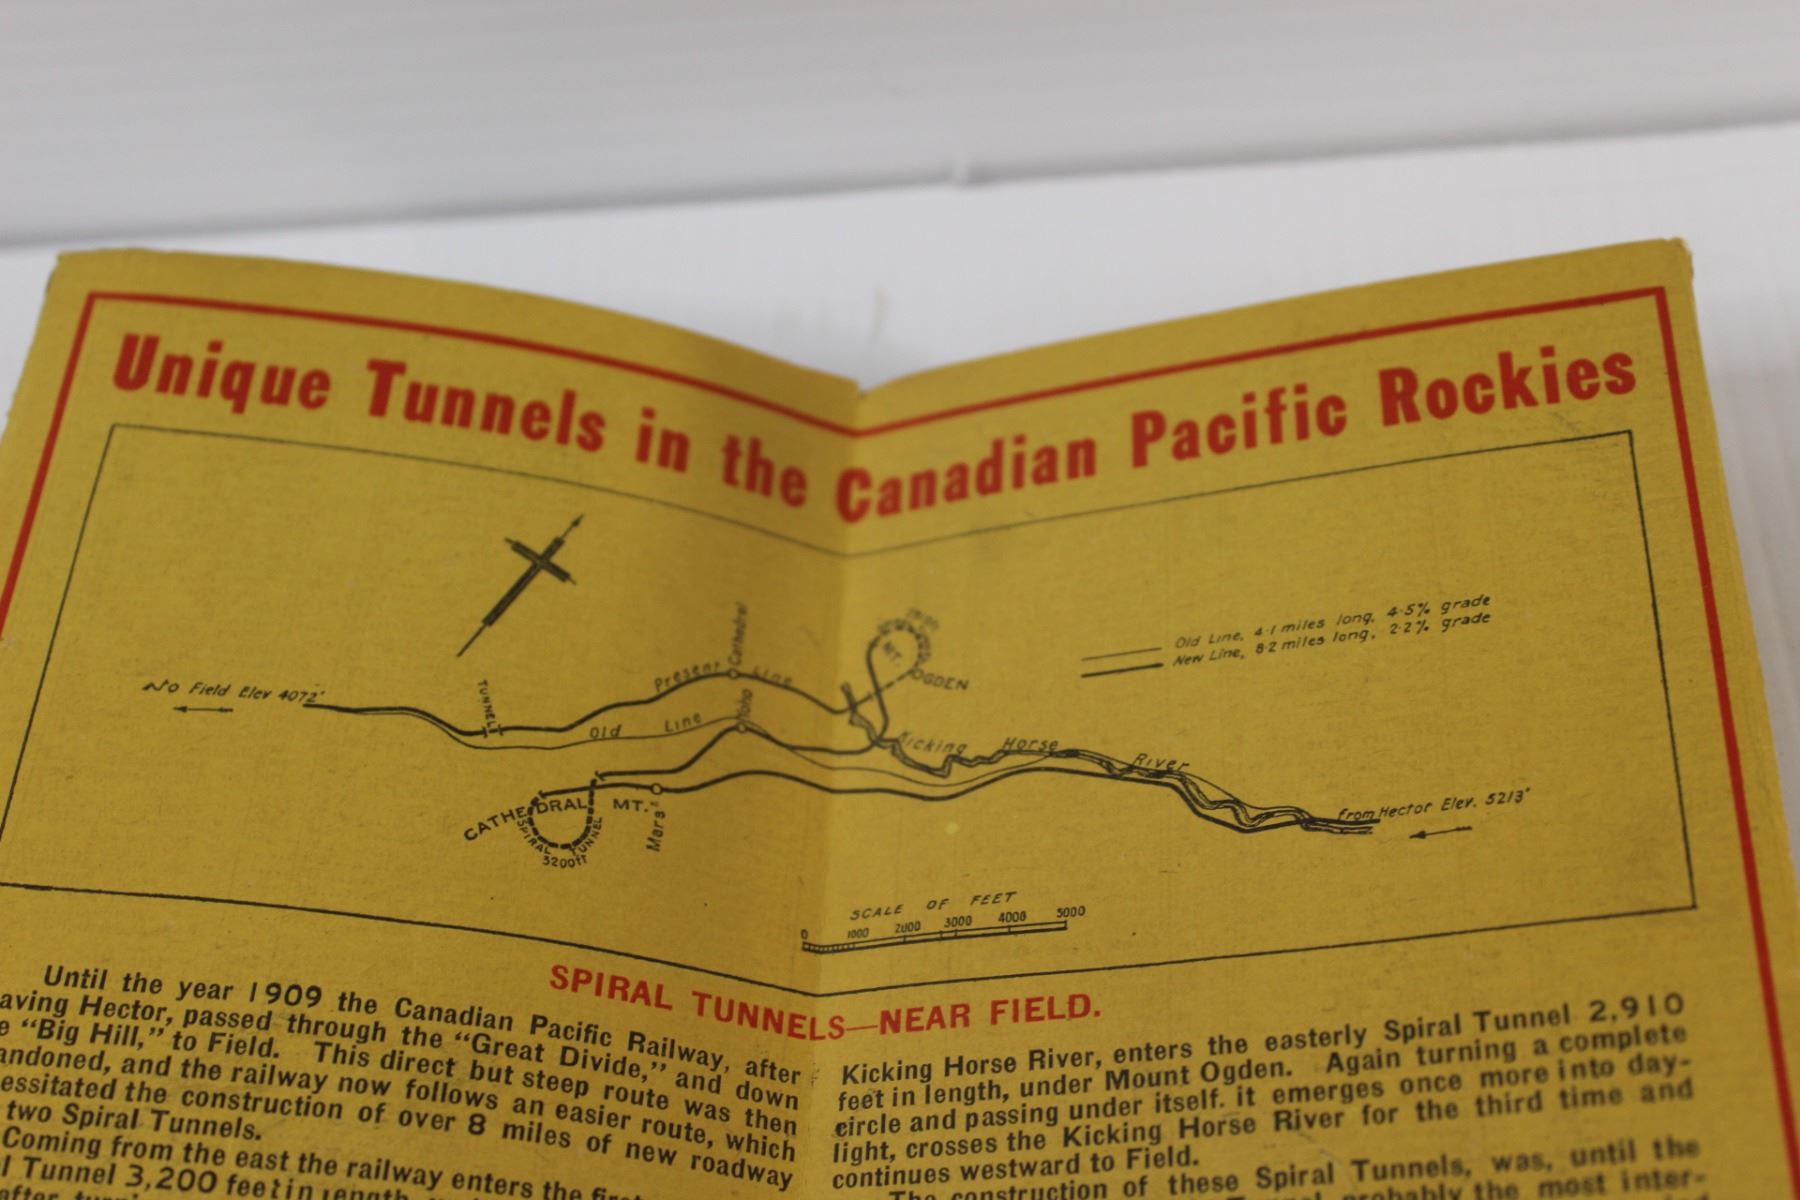 Unique Tunnels in the Canadian Pacific Rockies
Old Line, 4·1 miles long, 4·5% grade
New Line, 8·2 miles long, 2·2% grade
Cathedral
Present Line
MT.
OGDEN
To Field Elev 4072'
TUNNELS
Old Line
Yoho
Kicking Horse River
from Hector Elev. 5213'
CATHEDRAL MT.
SPIRAL TUNNEL
3200ft
Mars
SCALE OF FEET
0 1000 2000 3000 4000 5000
SPIRAL TUNNELS—NEAR FIELD.
Until the year 1909 the Canadian Pacific Railway, after
aving Hector, passed through the "Great Divide," and down
e "Big Hill," to Field. This direct but steep route was then
andoned, and the railway now follows an easier route, which
essitated the construction of over 8 miles of new roadway
two Spiral Tunnels.
Coming from the east the railway enters the first
l Tunnel 3,200 feet in length,
after
Kicking Horse River, enters the easterly Spiral Tunnel 2,910
feet in length, under Mount Ogden. Again turning a complete
circle and passing under itself. it emerges once more into day-
light, crosses the Kicking Horse River for the third time and
continues westward to Field.
The construction of these Spiral Tunnels, was, until the
probably the most inter-